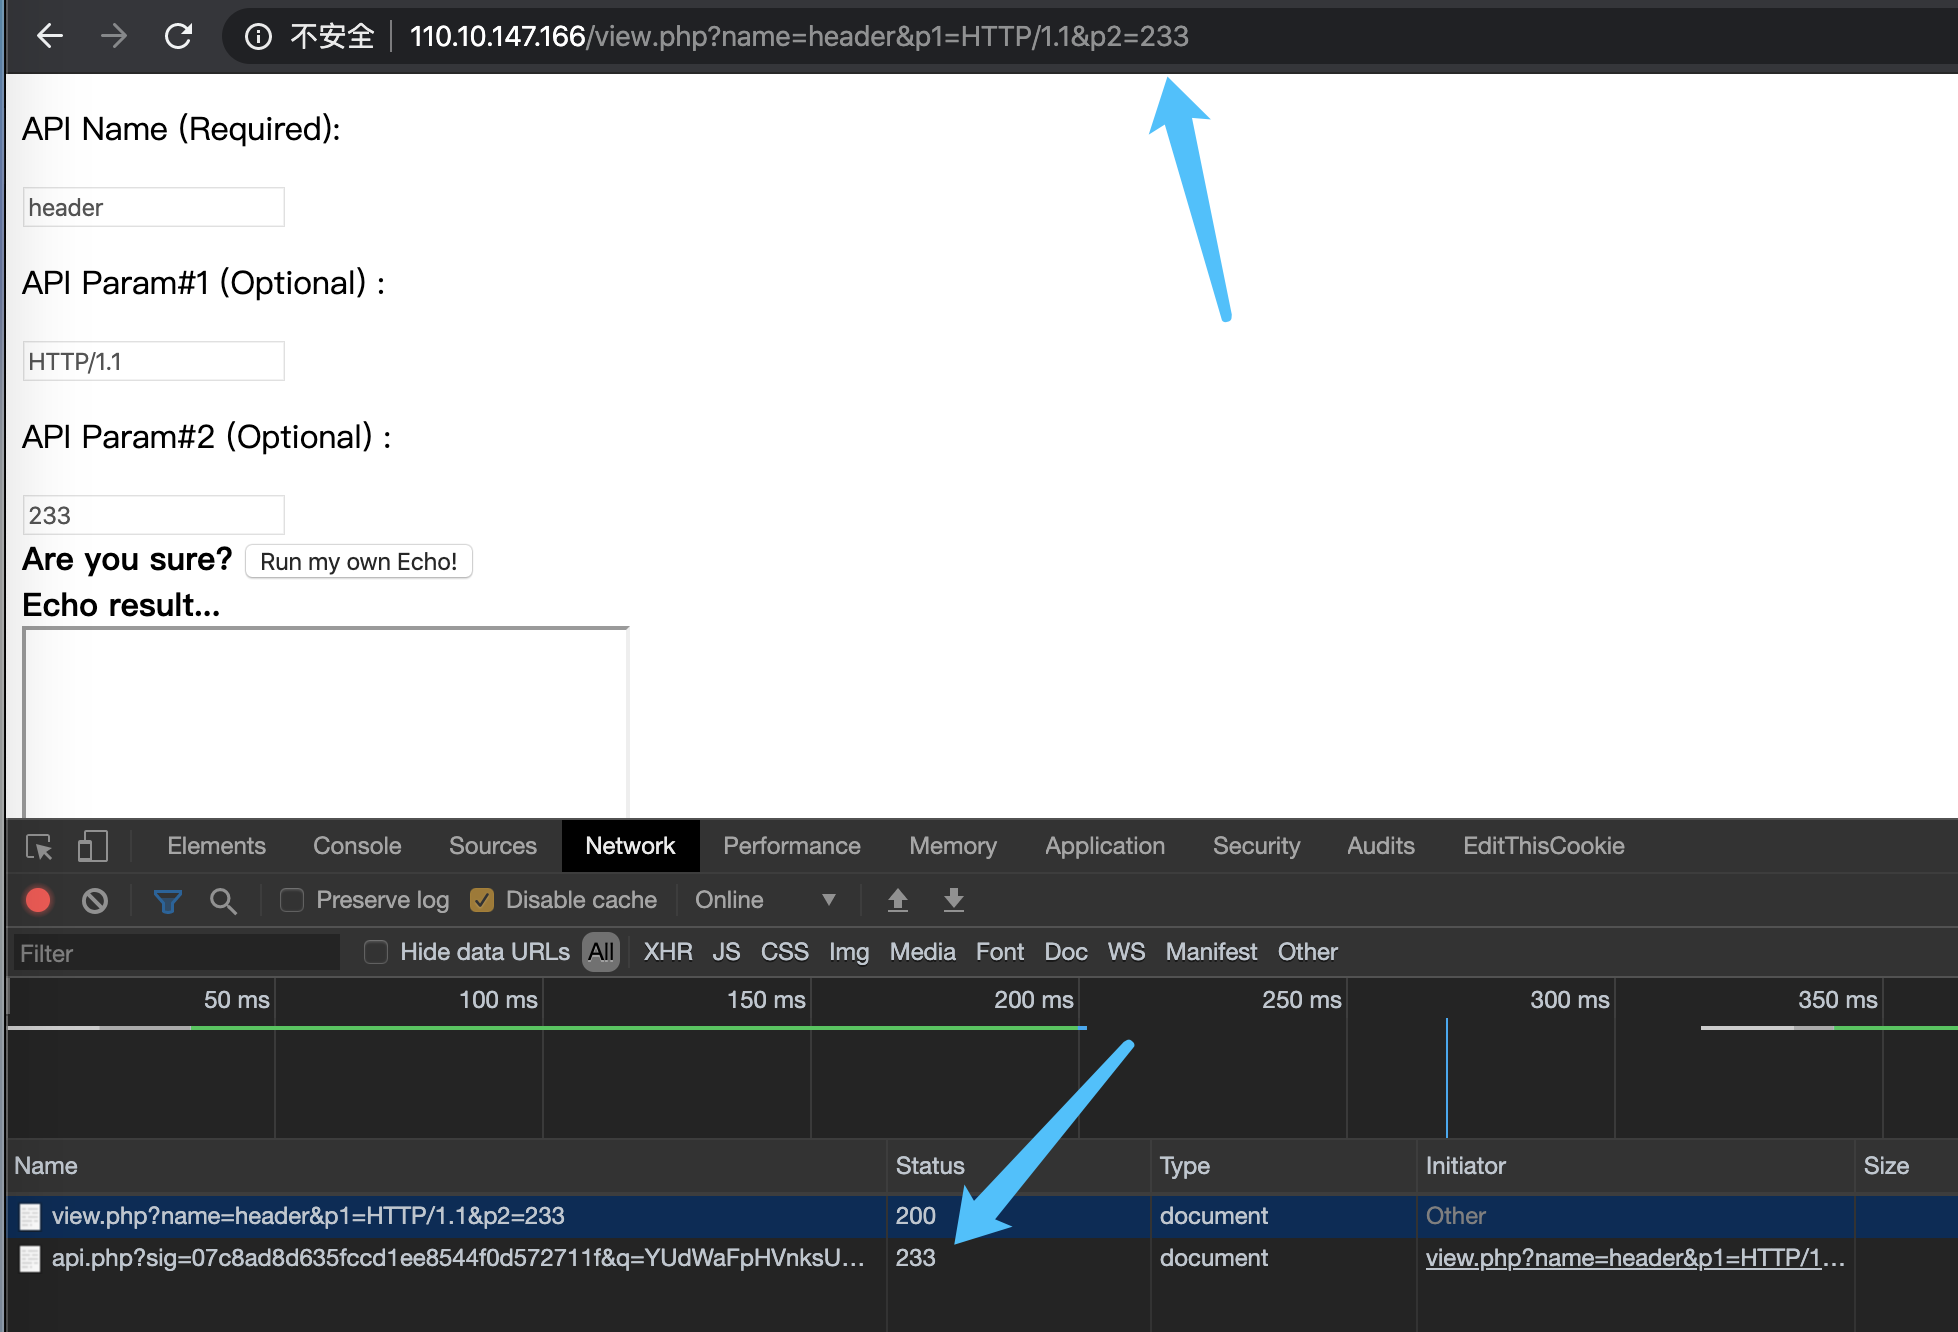 不安全 110.10.147.166/view.php?name=header&p1=HTTP/1.1&p2=233
API Name (Required):
header
API Param#1 (Optional) :
HTTP/1.1
API Param#2 (Optional) :
233
Are you sure? Run my own Echo!
Echo result...
Elements Console Sources Network Performance Memory Application Security Audits EditThisCookie
Preserve log Disable cache Online
Filter Hide data URLs All XHR JS CSS Img Media Font Doc WS Manifest Other
50 ms 100 ms 150 ms 200 ms 250 ms 300 ms 350 ms
Name Status Type Initiator Size
view.php?name=header&p1=HTTP/1.1&p2=233 200 document Other
api.php?sig=07c8ad8d635fccd1ee8544f0d572711f&q=YUdWaFpHVnksU... 233 document view.php?name=header&p1=HTTP/1...